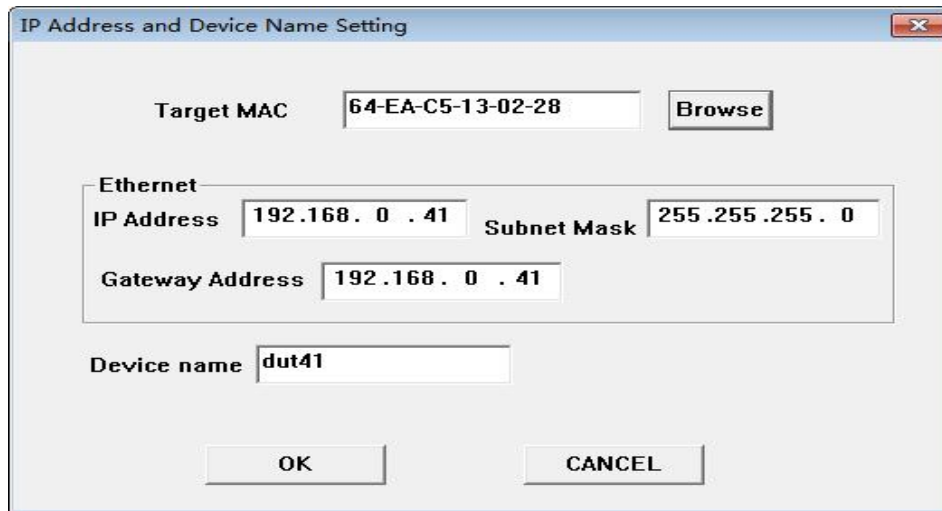 IP Address and Device Name Setting
Target MAC 64-EA-C5-13-02-28 Browse
Ethernet
IP Address 192.168. 0 .41 Subnet Mask 255.255.255. 0
Gateway Address 192.168. 0 .41
Device name dut41
OK CANCEL